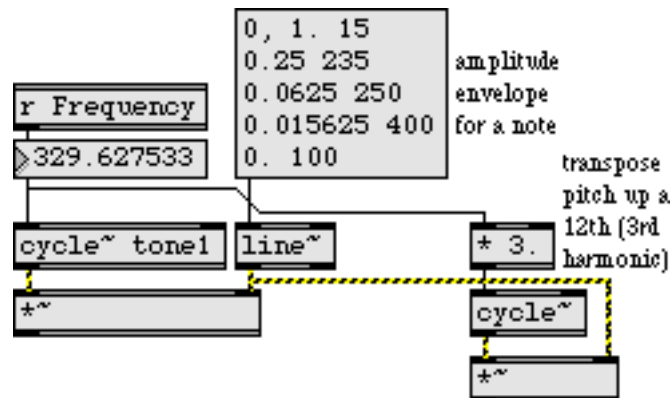 0, 1. 15
0.25 235
0.0625 250
0.015625 400
0. 100
amplitude
envelope
for a note
r Frequency
329.627533
transpose
pitch up a
12th (3rd
harmonic)
cycle~ tone1
line~
* 3.
*~
cycle~
*~